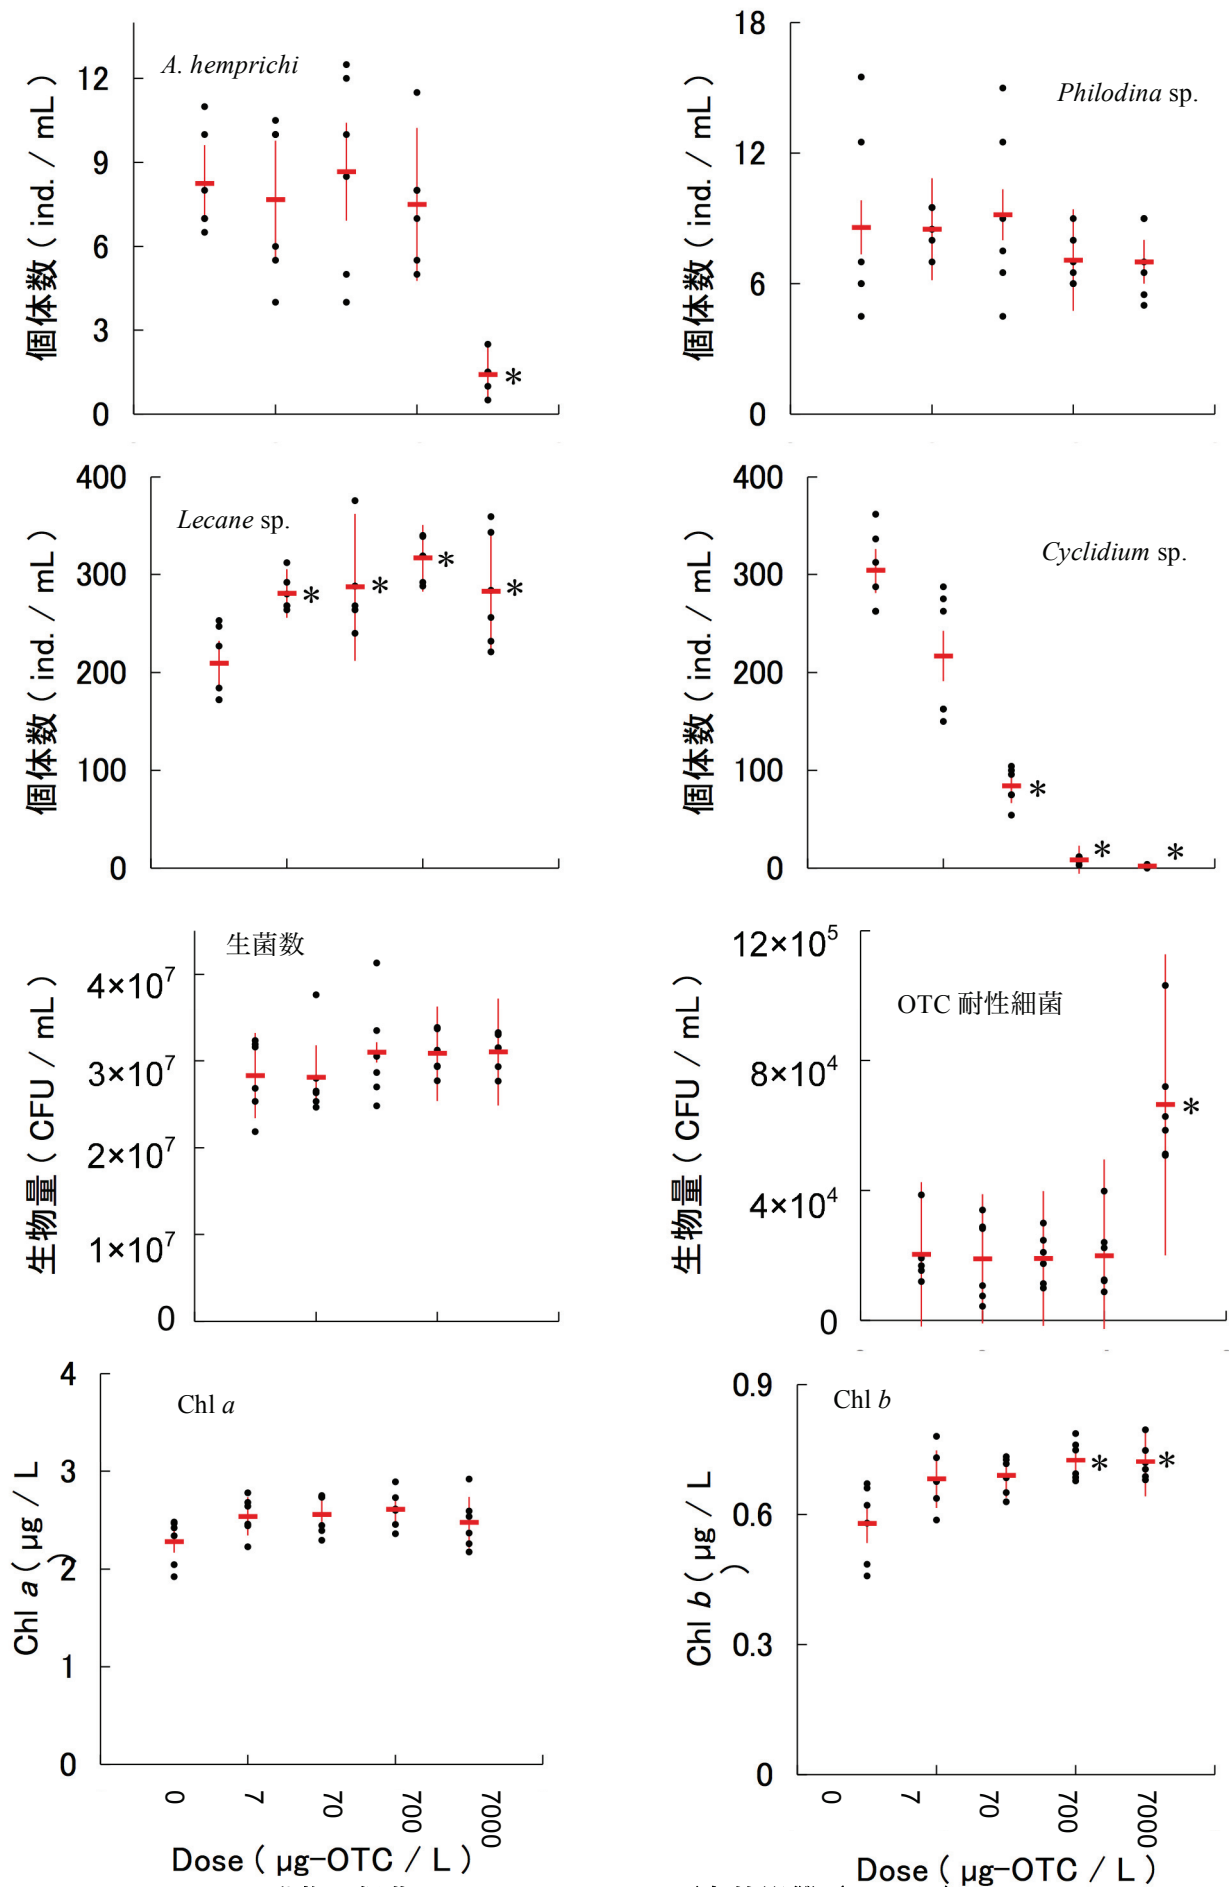 A. hemprichi
個体数 ( ind. / mL )
12
9
6
3
0
*
Philodina sp.
個体数 ( ind. / mL )
18
12
6
0
Lecane sp.
個体数 ( ind. / mL )
400
300
200
100
0
* * * *
Cyclidium sp.
個体数 ( ind. / mL )
400
300
200
100
0
* * *
生菌数
生物量 ( CFU / mL )
4×10⁷
3×10⁷
2×10⁷
1×10⁷
0
OTC 耐性細菌
生物量 ( CFU / mL )
12×10⁵
8×10⁴
4×10⁴
0
*
Chl a
Chl a ( μg / L )
4
3
2
1
0
0 7 70 700 7000
Dose ( μg-OTC / L )
Chl b
Chl b ( μg / L )
0.9
0.6
0.3
0
* *
0 7 70 700 7000
Dose ( μg-OTC / L )